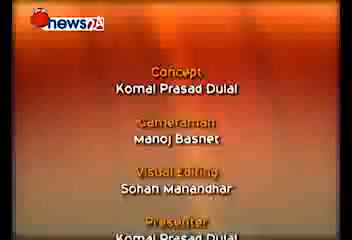 news24
Concept
Komal Prasad Dulal
Cameraman
Manoj Basnet
Visual Editing
Sohan Manandhar
Presenter
Komal Prasad Dulal